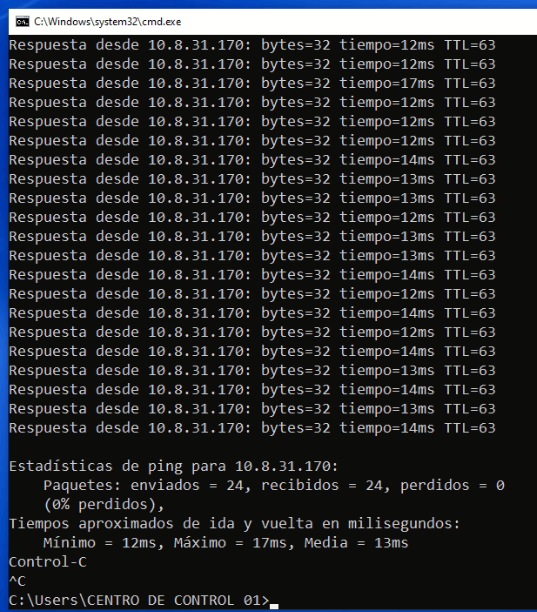 C:\Windows\system32\cmd.exe
Respuesta desde 10.8.31.170: bytes=32 tiempo=12ms TTL=63
Respuesta desde 10.8.31.170: bytes=32 tiempo=12ms TTL=63
Respuesta desde 10.8.31.170: bytes=32 tiempo=17ms TTL=63
Respuesta desde 10.8.31.170: bytes=32 tiempo=12ms TTL=63
Respuesta desde 10.8.31.170: bytes=32 tiempo=12ms TTL=63
Respuesta desde 10.8.31.170: bytes=32 tiempo=12ms TTL=63
Respuesta desde 10.8.31.170: bytes=32 tiempo=14ms TTL=63
Respuesta desde 10.8.31.170: bytes=32 tiempo=13ms TTL=63
Respuesta desde 10.8.31.170: bytes=32 tiempo=13ms TTL=63
Respuesta desde 10.8.31.170: bytes=32 tiempo=12ms TTL=63
Respuesta desde 10.8.31.170: bytes=32 tiempo=13ms TTL=63
Respuesta desde 10.8.31.170: bytes=32 tiempo=13ms TTL=63
Respuesta desde 10.8.31.170: bytes=32 tiempo=14ms TTL=63
Respuesta desde 10.8.31.170: bytes=32 tiempo=12ms TTL=63
Respuesta desde 10.8.31.170: bytes=32 tiempo=14ms TTL=63
Respuesta desde 10.8.31.170: bytes=32 tiempo=12ms TTL=63
Respuesta desde 10.8.31.170: bytes=32 tiempo=14ms TTL=63
Respuesta desde 10.8.31.170: bytes=32 tiempo=13ms TTL=63
Respuesta desde 10.8.31.170: bytes=32 tiempo=14ms TTL=63
Respuesta desde 10.8.31.170: bytes=32 tiempo=13ms TTL=63
Respuesta desde 10.8.31.170: bytes=32 tiempo=14ms TTL=63
Estadísticas de ping para 10.8.31.170:
Paquetes: enviados = 24, recibidos = 24, perdidos = 0
(0% perdidos),
Tiempos aproximados de ida y vuelta en milisegundos:
Mínimo = 12ms, Máximo = 17ms, Media = 13ms
Control-C
^C
C:\Users\CENTRO DE CONTROL 01>